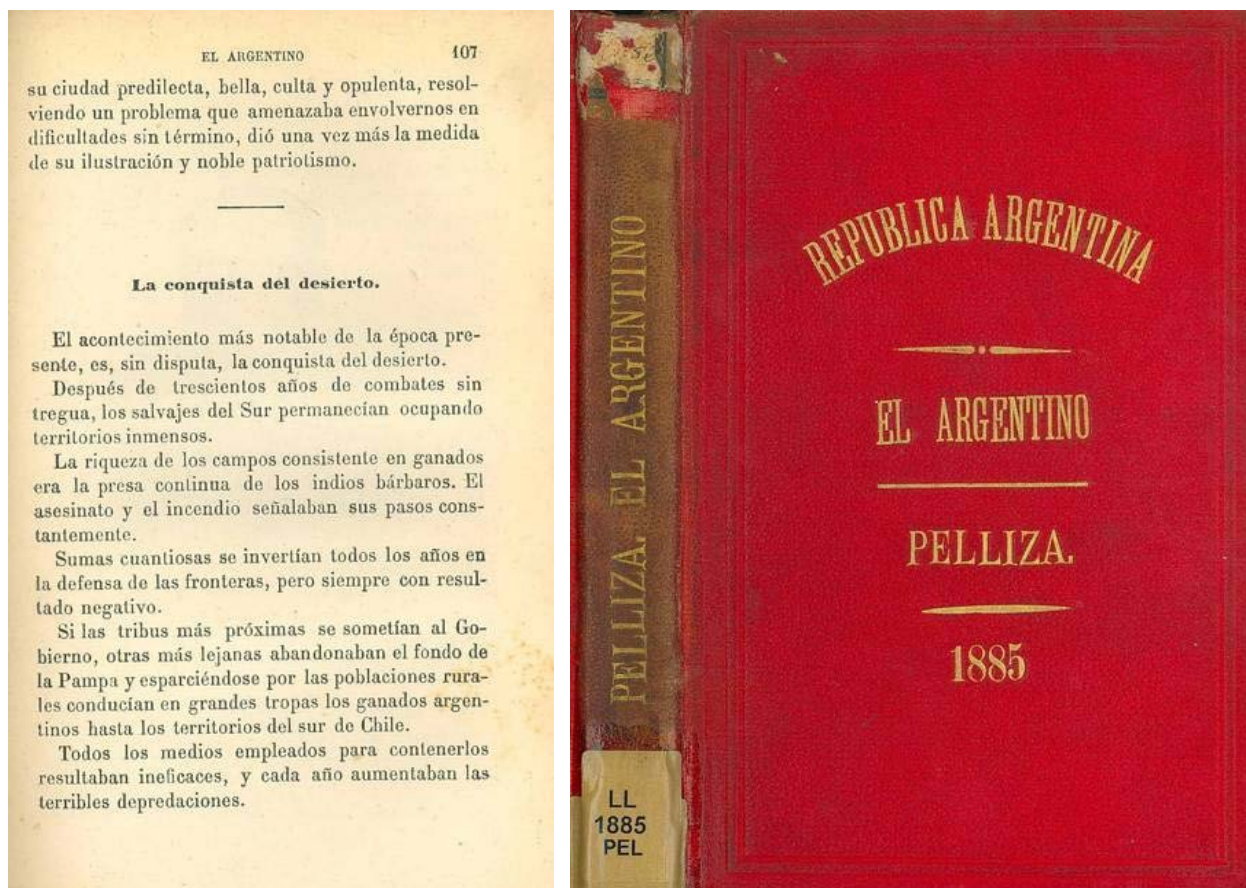 EL ARGENTINO 107
su ciudad predilecta, bella, culta y opulenta, resol-
viendo un problema que amenazaba envolvernos en
dificultades sin término, dió una vez más la medida
de su ilustración y noble patriotismo.
La conquista del desierto.
El acontecimiento más notable de la época pre-
sente, es, sin disputa, la conquista del desierto.
Después de trescientos años de combates sin
tregua, los salvajes del Sur permanecían ocupando
territorios inmensos.
La riqueza de los campos consistente en ganados
era la presa continua de los indios bárbaros. El
asesinato y el incendio señalaban sus pasos cons-
tantemente.
Sumas cuantiosas se invertían todos los años en
la defensa de las fronteras, pero siempre con resul-
tado negativo.
Si las tribus más próximas se sometían al Go-
bierno, otras más lejanas abandonaban el fondo de
la Pampa y esparciéndose por las poblaciones rura-
les conducían en grandes tropas los ganados argen-
tinos hasta los territorios del sur de Chile.
Todos los medios empleados para contenerlos
resultaban ineficaces, y cada año aumentaban las
terribles depredaciones.
PELLIZA. EL ARGENTINO
LL
1885
PEL
REPUBLICA ARGENTINA
EL ARGENTINO
PELLIZA.
1885